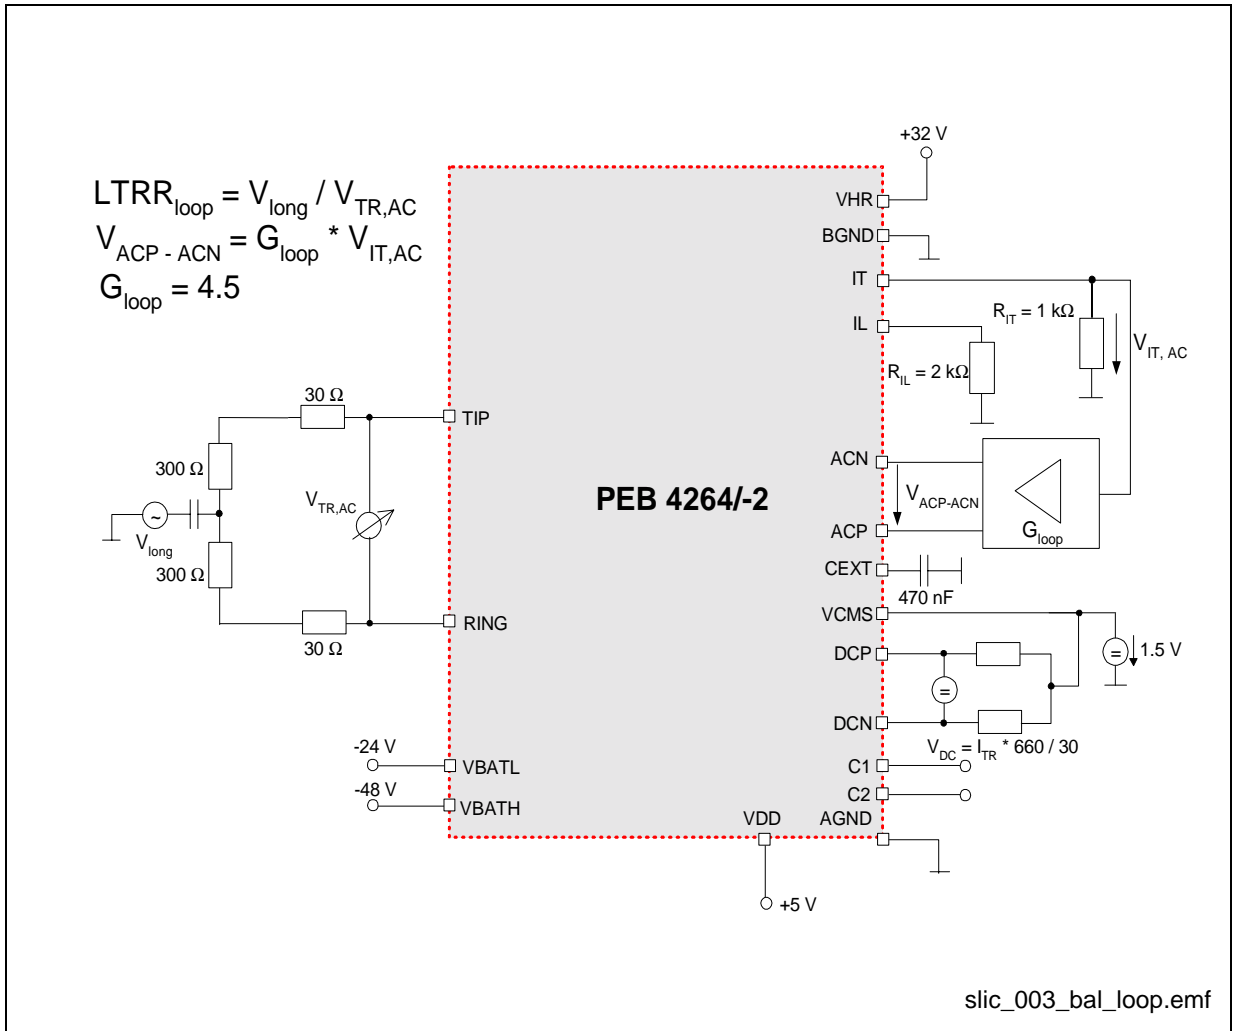 +32 V
LTRRloop = Vlong / VTR,AC
VACP - ACN = Gloop * VIT,AC
Gloop = 4.5
VHR
BGND
IT
RIT = 1 kΩ
IL
VIT, AC
RIL = 2 kΩ
30 Ω
TIP
300 Ω
ACN
PEB 4264/-2
VACP-ACN
VTR,AC
~
Vlong
ACP
Gloop
300 Ω
CEXT
470 nF
VCMS
RING
30 Ω
DCP
=
1.5 V
=
DCN
VDC = ITR * 660 / 30
-24 V
VBATL
C1
-48 V
VBATH
C2
VDD
AGND
+5 V
slic_003_bal_loop.emf